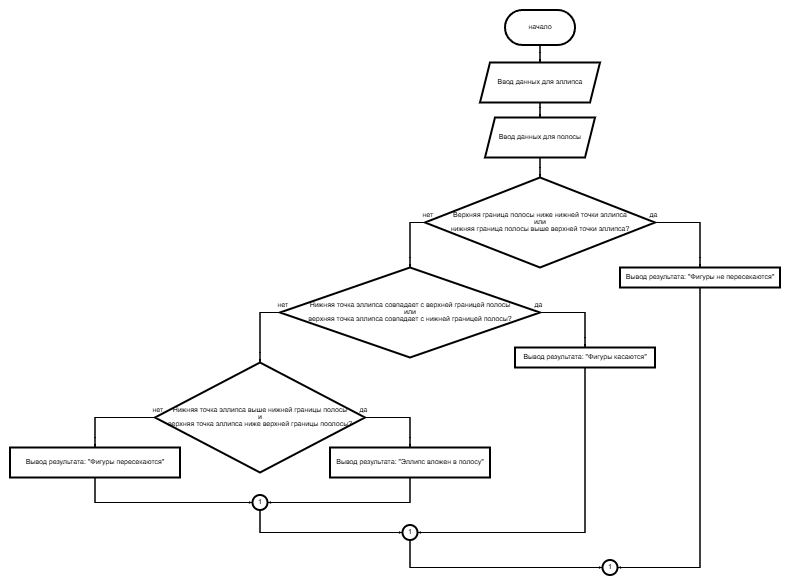 начало
Ввод данных для эллипса
Ввод данных для полосы
нет
да
Верхняя граница полосы ниже нижней точки эллипса
или
нижняя граница полосы выше верхней точки эллипса?
Вывод результата: "Фигуры не пересекаются"
нет
да
Нижняя точка эллипса совпадает с верхней границей полосы
или
верхняя точка эллипса совпадает с нижней границей полосы?
Вывод результата: "Фигуры касаются"
нет
да
Нижняя точка эллипса выше нижней границы полосы
и
верхняя точка эллипса ниже верхней границы поолосы?
Вывод результата: "Фигуры пересекаются"
Вывод результата: "Эллипс вложен в полосу"
1
1
1